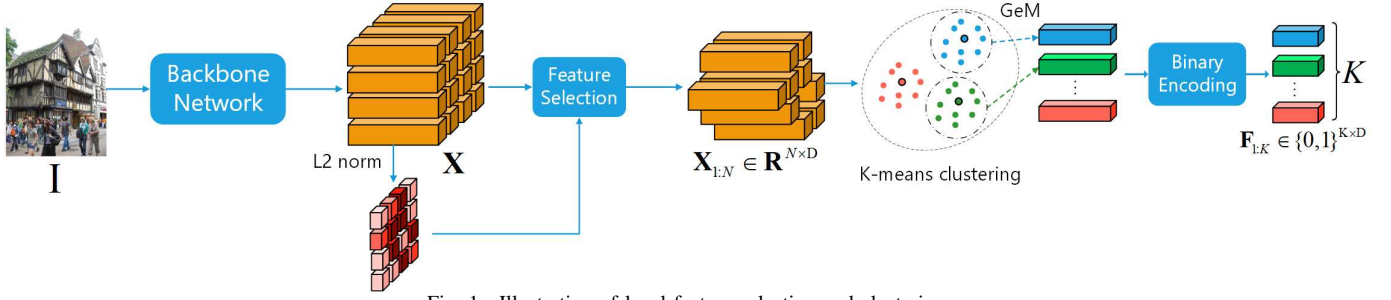 I
Backbone
Network
X
L2 norm
Feature
Selection
X₁:N ∈ R^N×D
K-means clustering
GeM
Binary
Encoding
K
F₁:K ∈ {0,1}^K×D